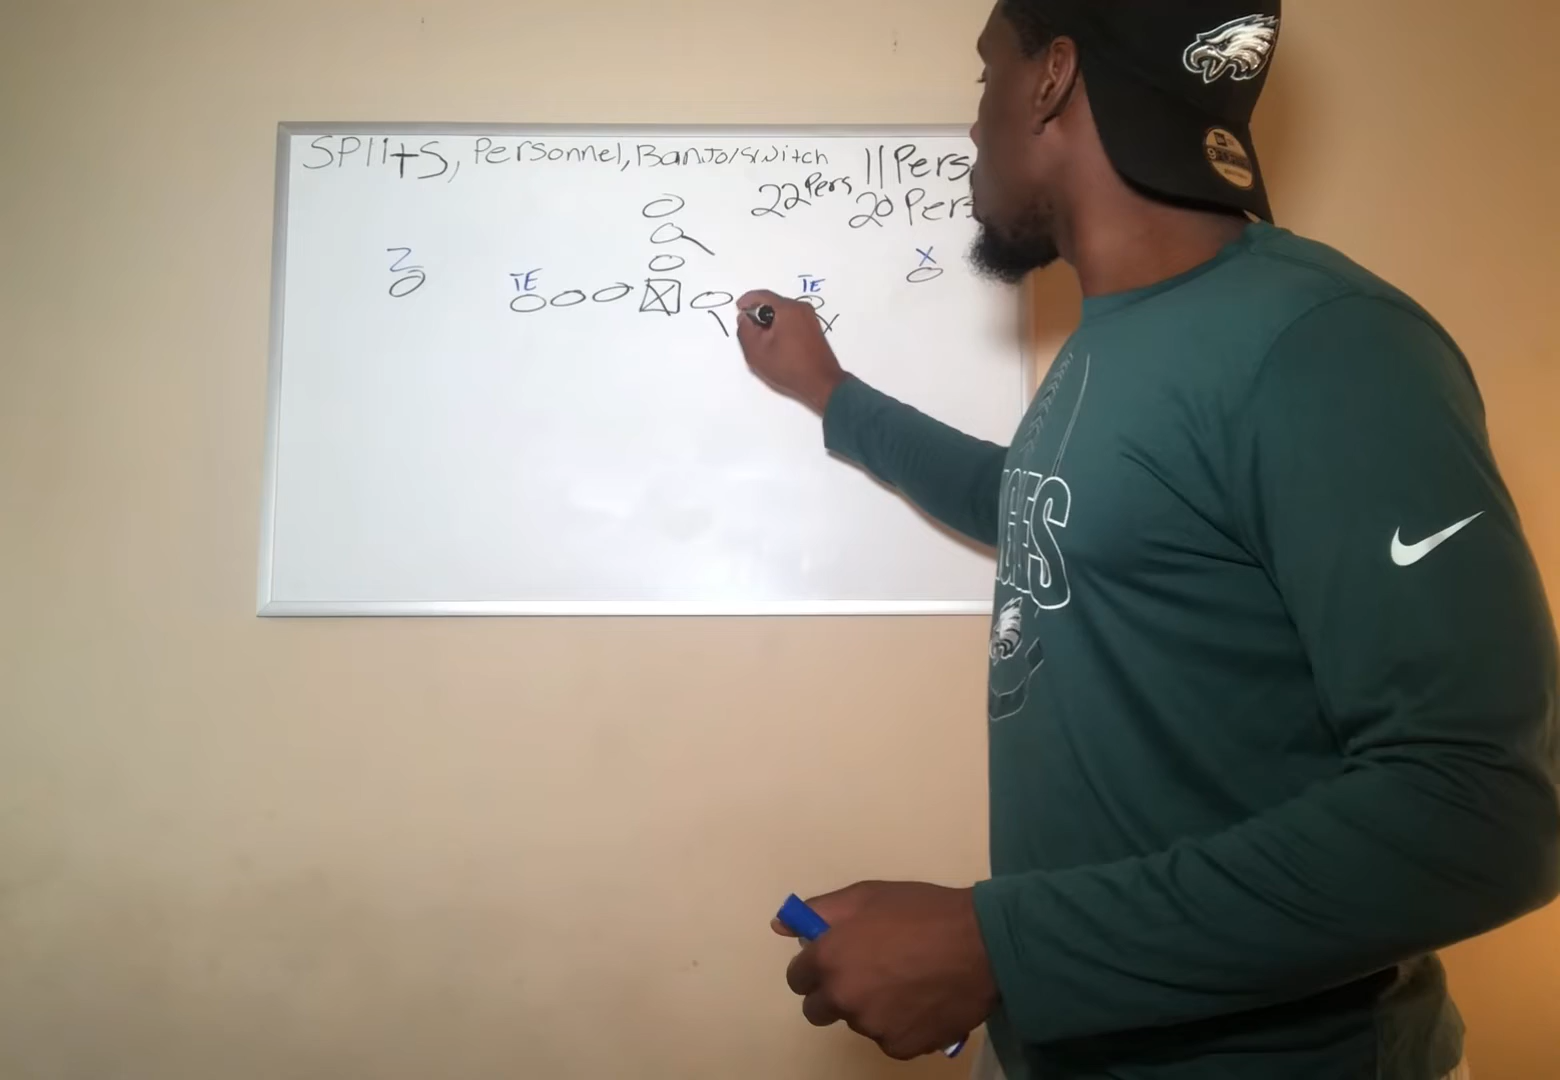 SPlitS, Personnel, Banjo/Switch 11 Pers
22 Pers 20 Pers
Z
X
TE
TE